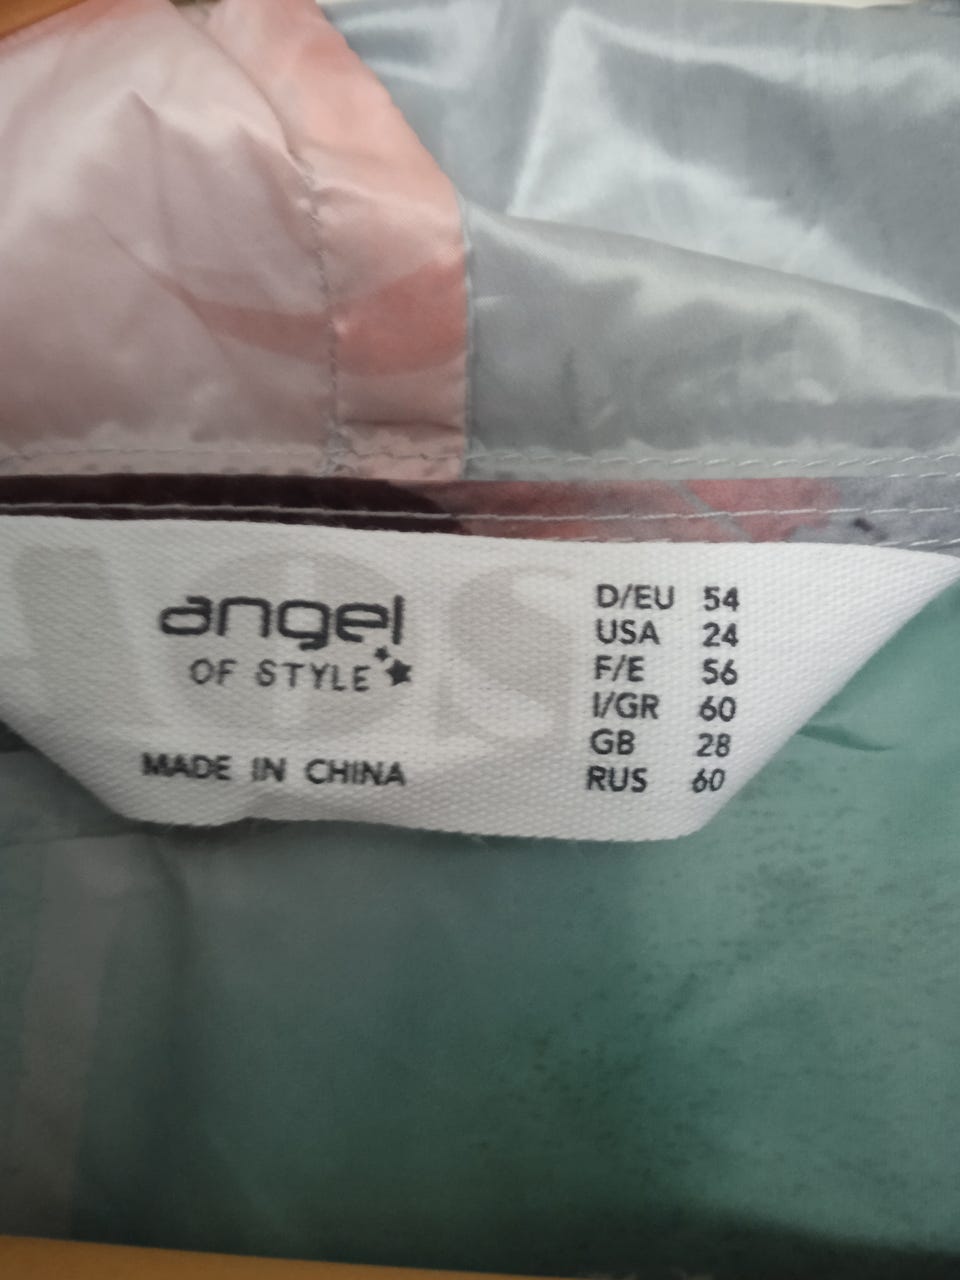 angel
OF STYLE
MADE IN CHINA
D/EU 54
USA 24
F/E 56
I/GR 60
GB 28
RUS 60